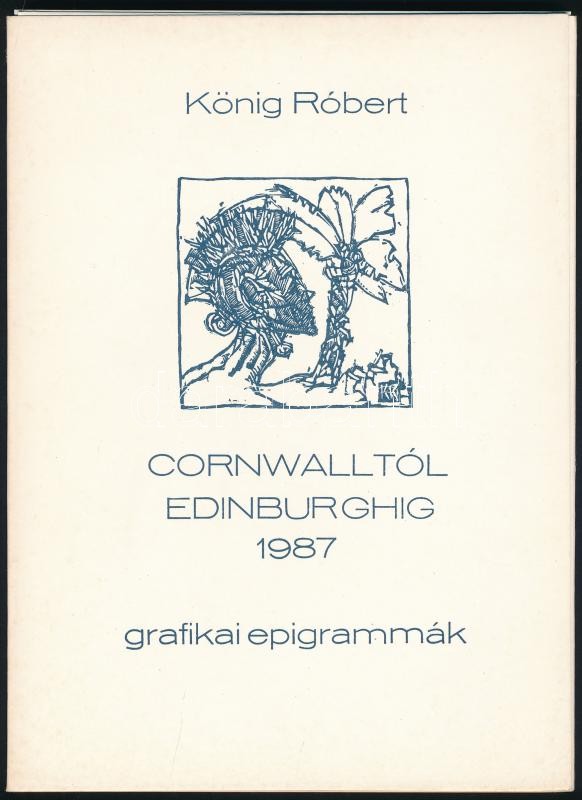 König Róbert
CORNWALLTÓL
EDINBURGHIG
1987
grafikai epigrammák